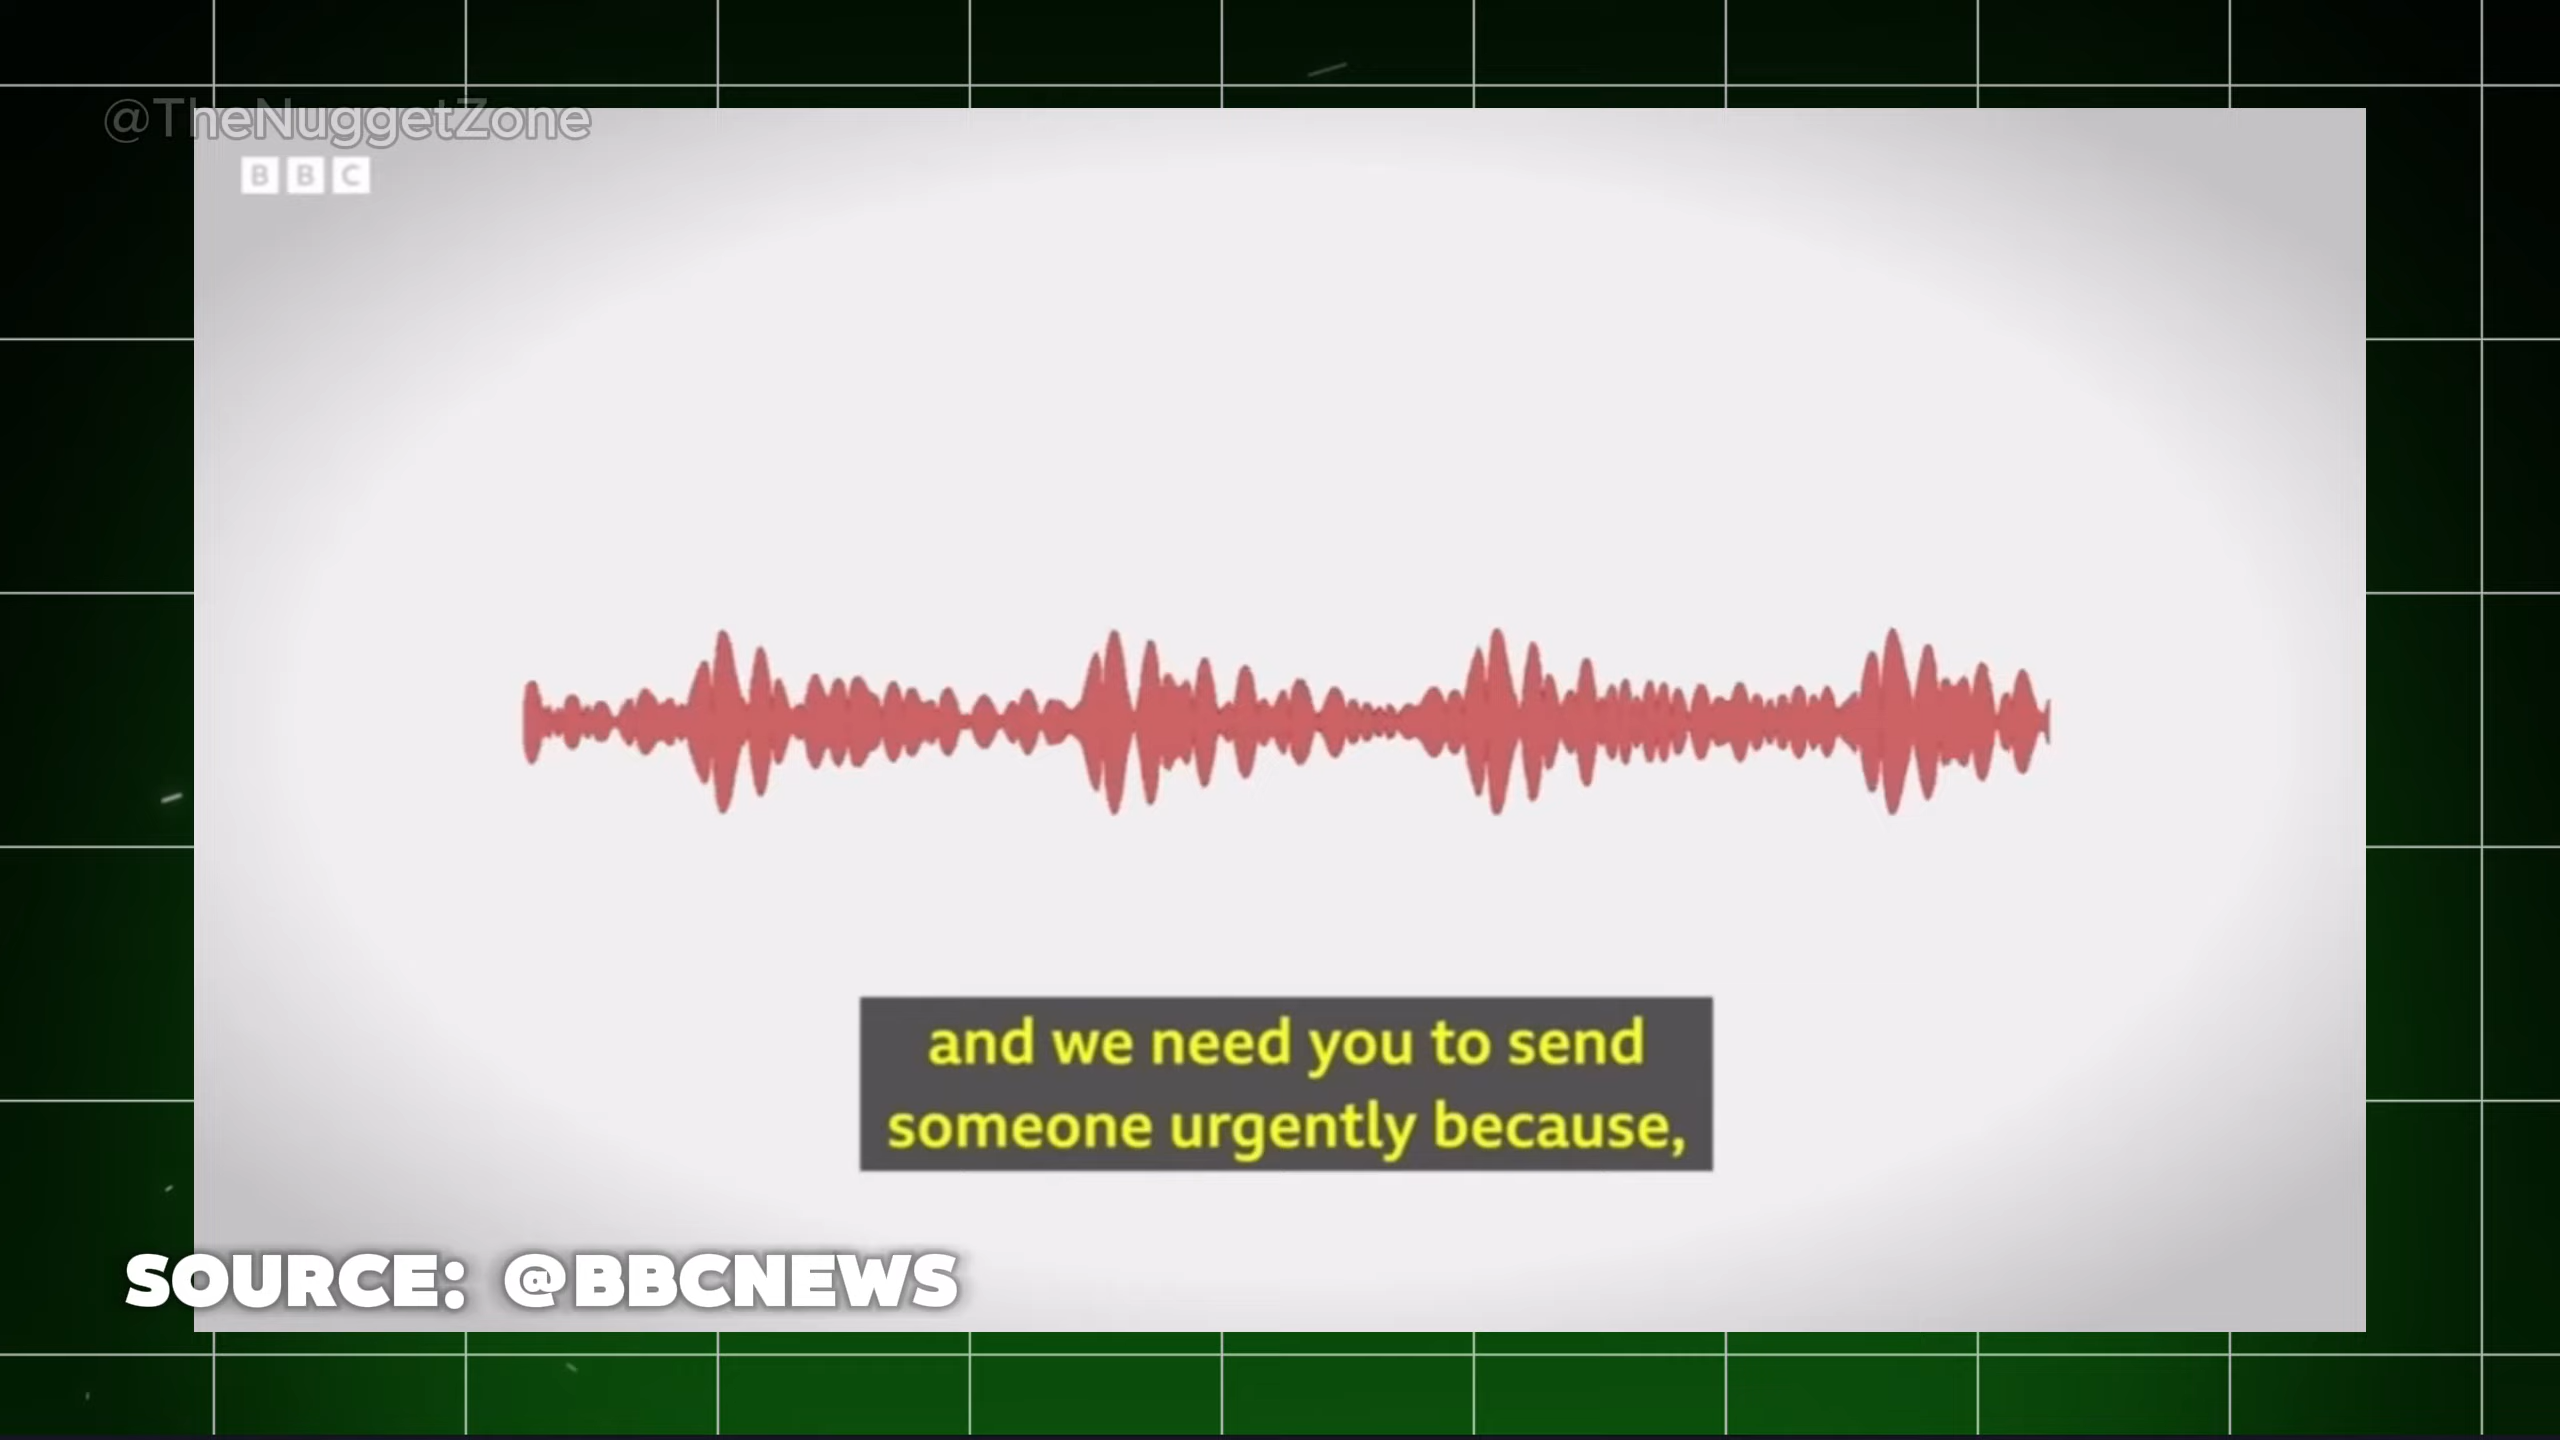 @TheNuggetZone
BBC
and we need you to send
someone urgently because,
SOURCE: @BBCNEWS